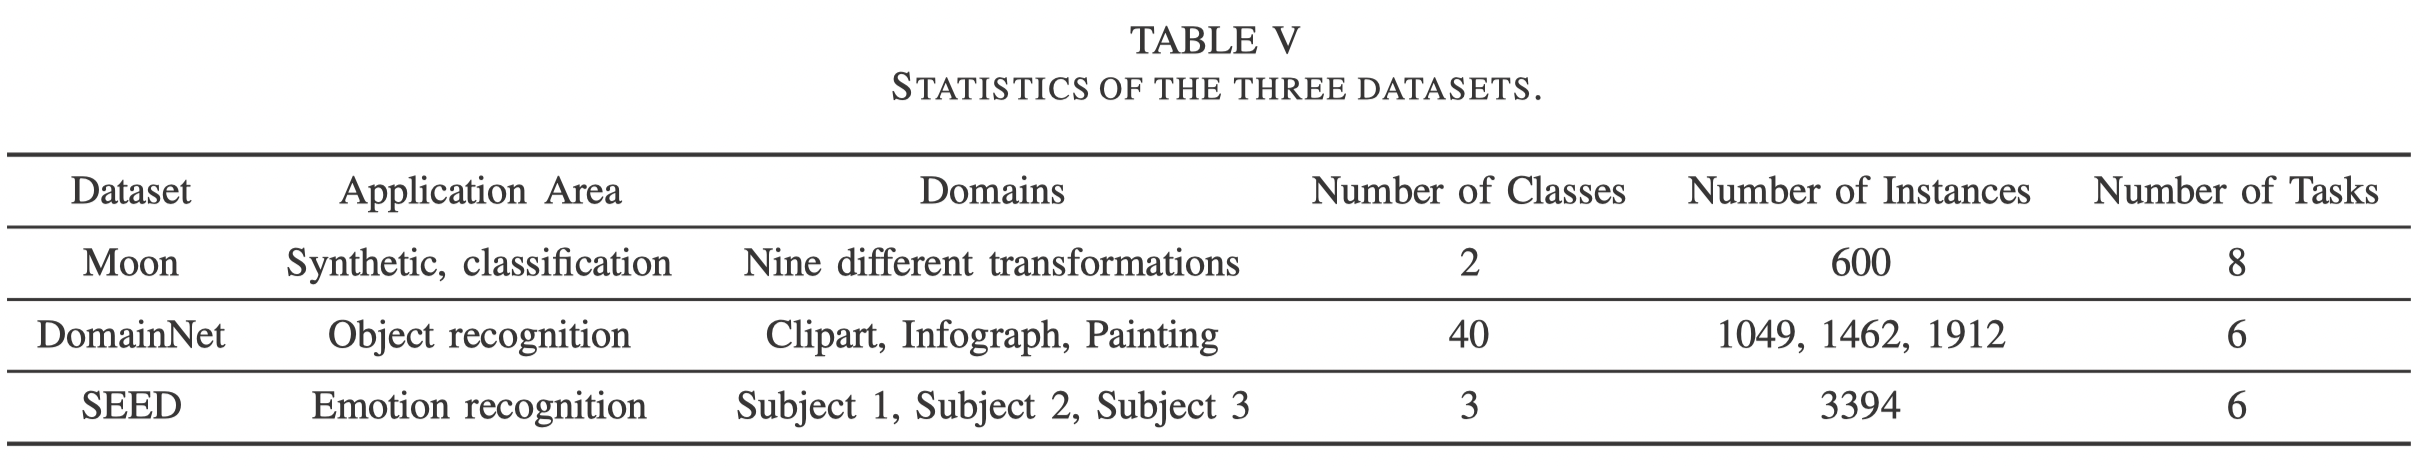 TABLE V
STATISTICS OF THE THREE DATASETS.
Dataset Application Area Domains Number of Classes Number of Instances Number of Tasks
Moon Synthetic, classification Nine different transformations 2 600 8
DomainNet Object recognition Clipart, Infograph, Painting 40 1049, 1462, 1912 6
SEED Emotion recognition Subject 1, Subject 2, Subject 3 3 3394 6